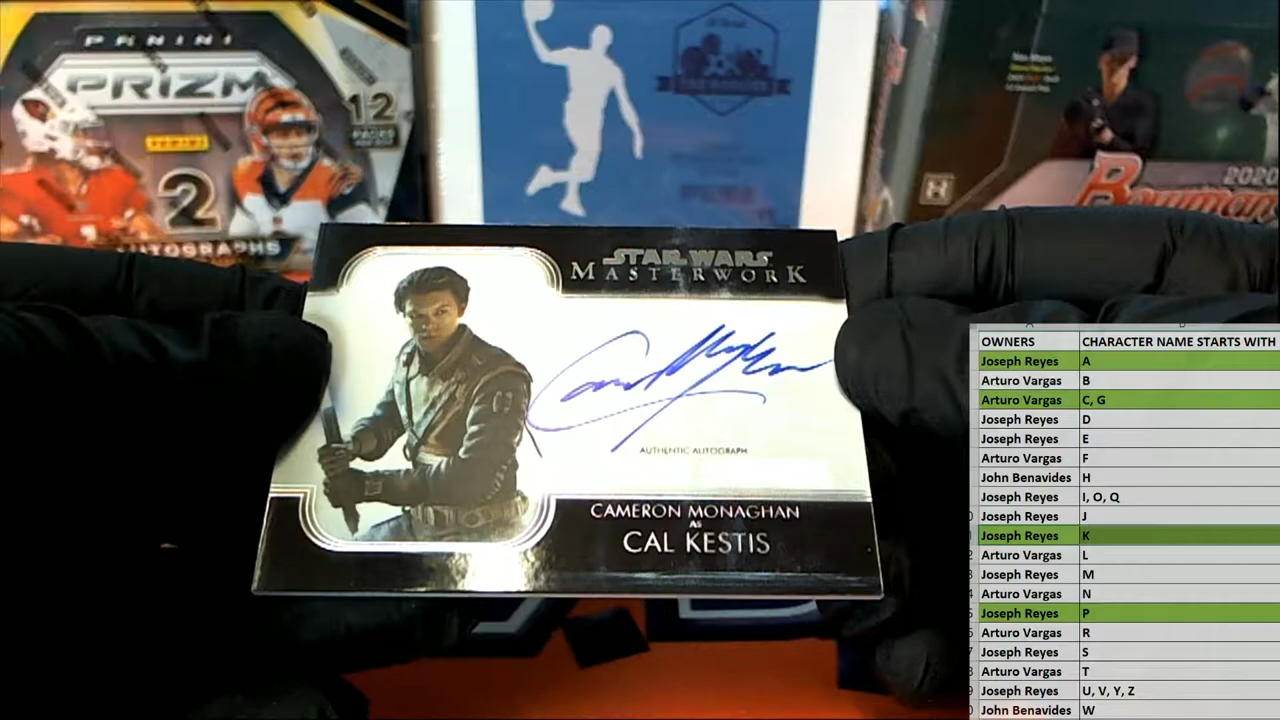 PANINI
PRIZM
PANINI
12
2
AUTOGRAPHS
H
2020
Bowman
STAR WARS
MASTERWORK
AUTHENTIC AUTOGRAPH
CAMERON MONAGHAN
AS
CAL KESTIS
OWNERS CHARACTER NAME STARTS WITH
Joseph Reyes A
Arturo Vargas B
Arturo Vargas C, G
Joseph Reyes D
Joseph Reyes E
Arturo Vargas F
John Benavides H
Joseph Reyes I, O, Q
Joseph Reyes J
Joseph Reyes K
Arturo Vargas L
Joseph Reyes M
Arturo Vargas N
Joseph Reyes P
Arturo Vargas R
Joseph Reyes S
Arturo Vargas T
Joseph Reyes U, V, Y, Z
John Benavides W